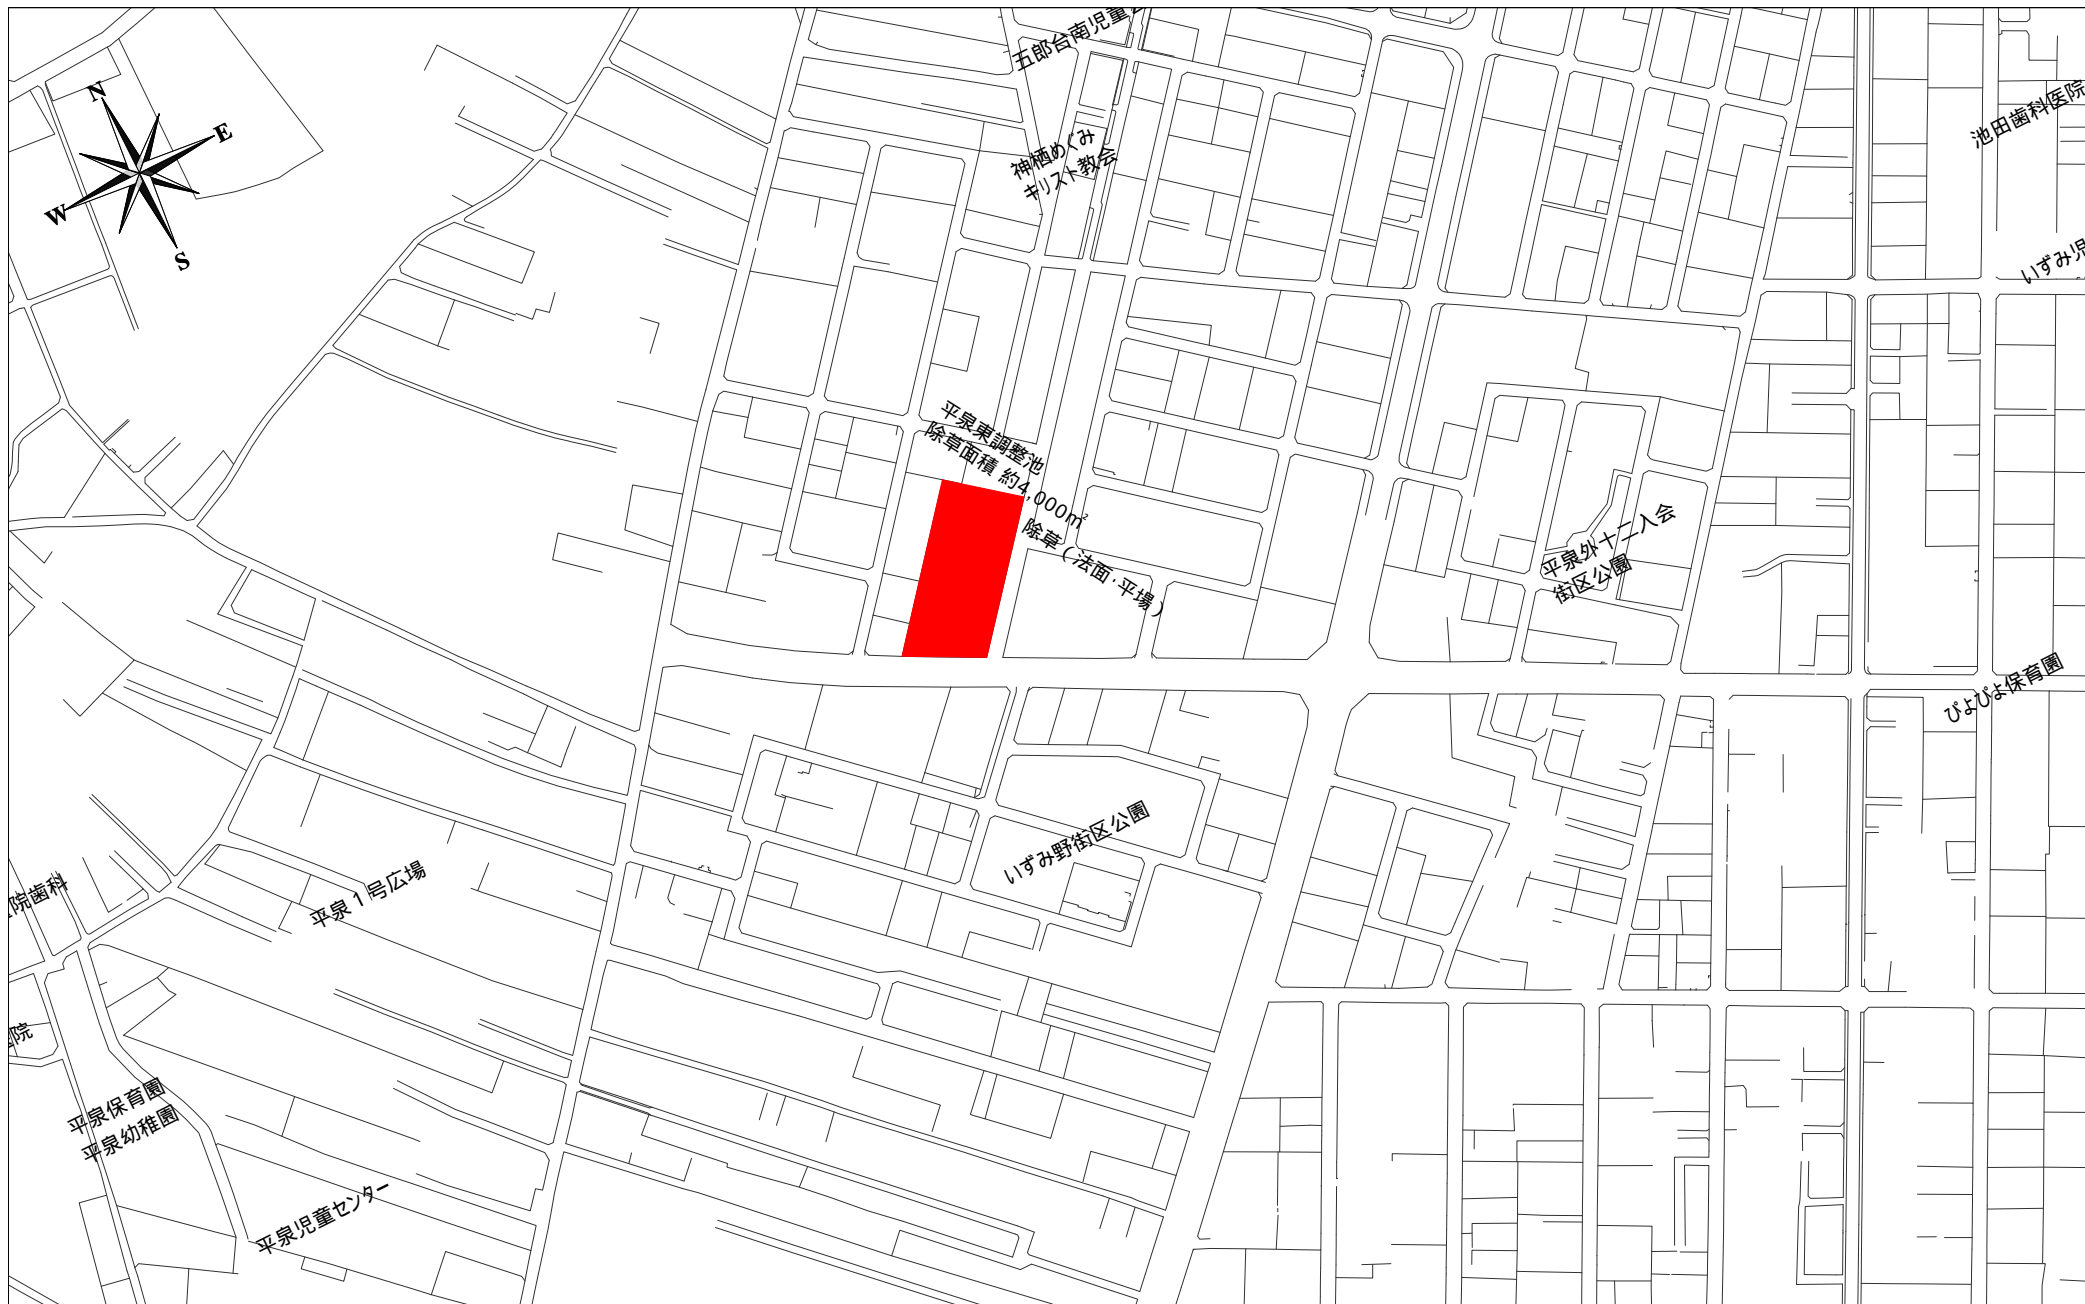 五郎台南児童公
N
E
W
S
池田歯科医院
神栖めぐみ
キリスト教会
いずみ児
平泉東調整池
除草面積 約4,000㎡
除草(法面・平場)
平泉外十二入会
街区公園
ぴよぴよ保育園
いずみ野街区公園
平泉1号広場
院歯科
医院
平泉保育園
平泉幼稚園
平泉児童センター